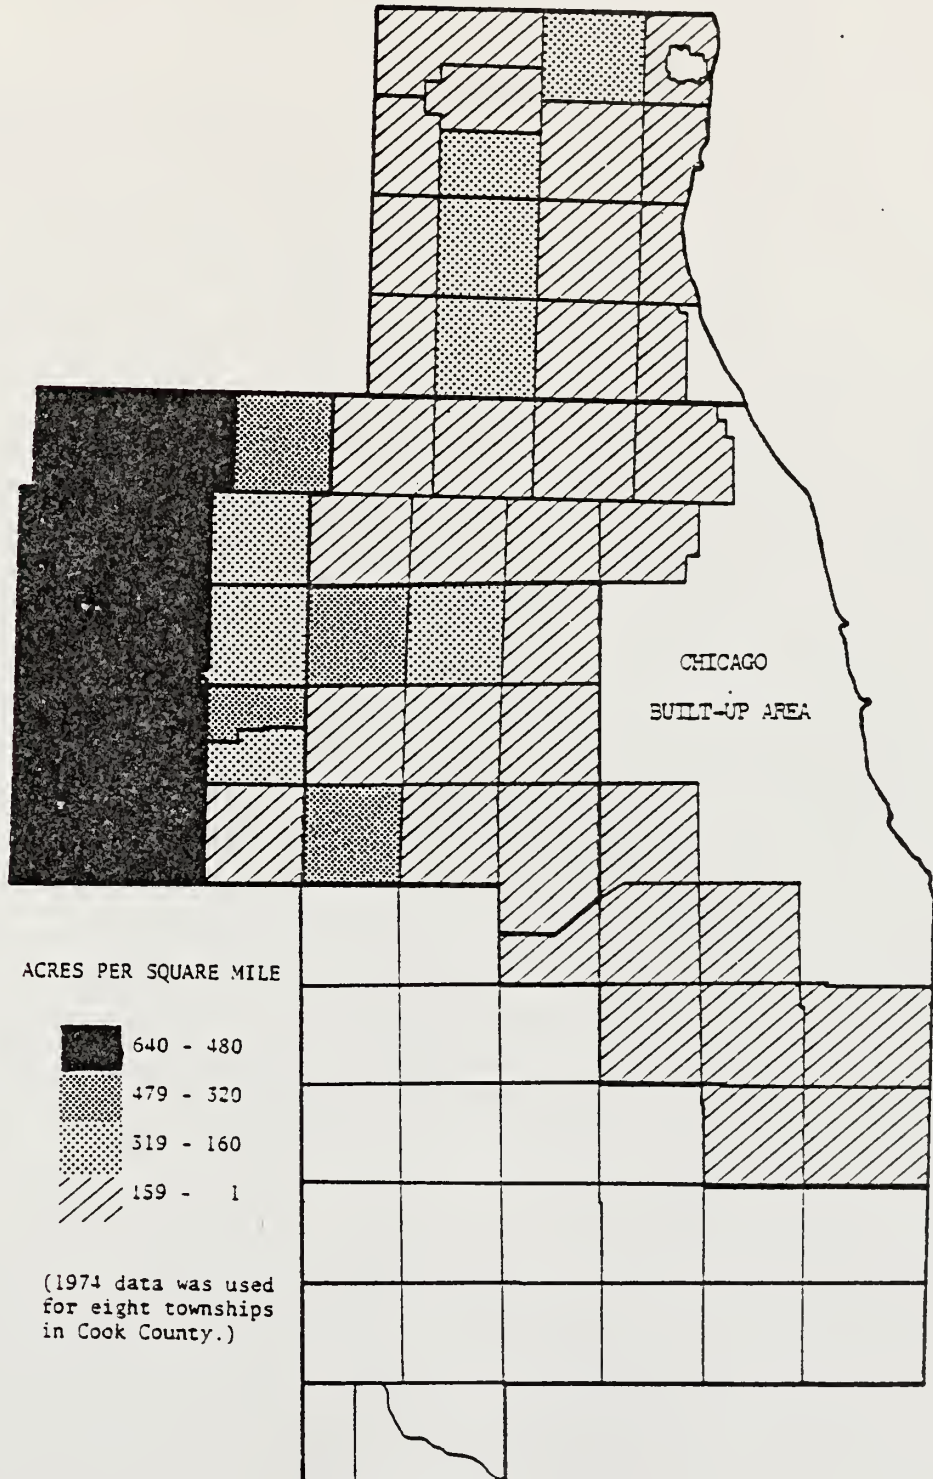 CHICAGO
BUILT-UP AREA
ACRES PER SQUARE MILE
640 - 480
479 - 320
319 - 160
159 - 1
(1974 data was used
for eight townships
in Cook County.)